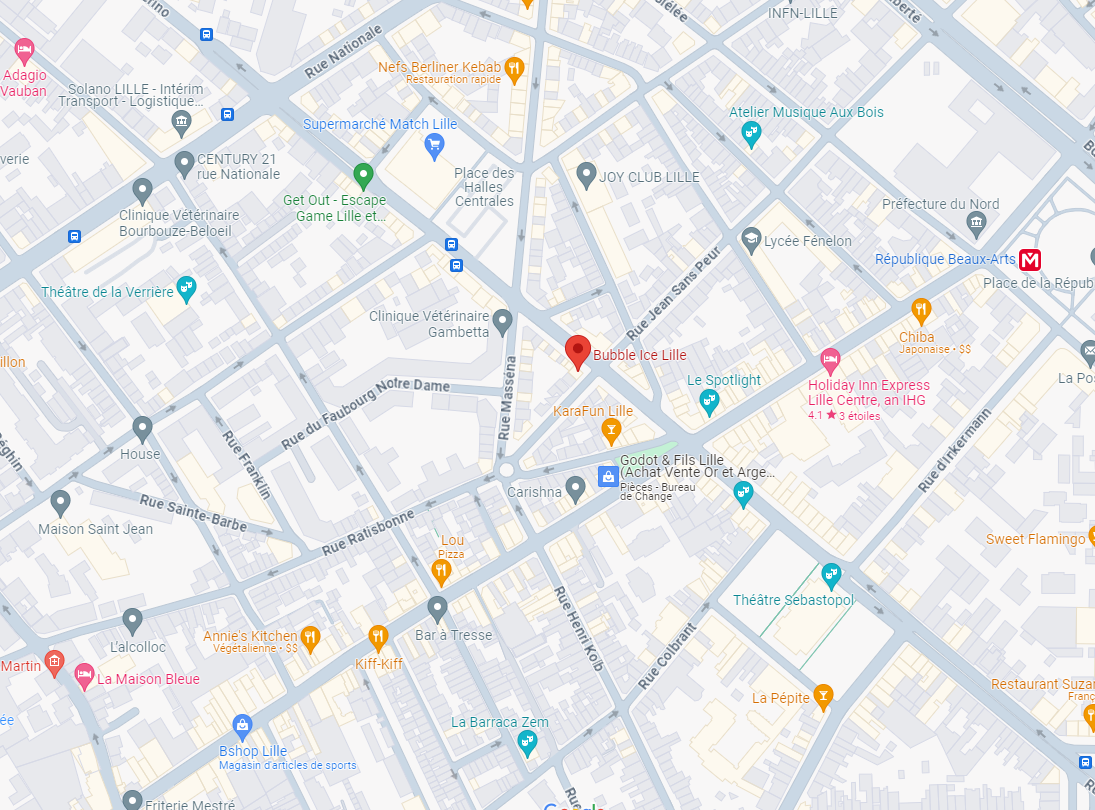 INFN-LILLE
Rue Nationale
Nefs Berliner Kebab
Restauration rapide
Adagio
Vauban
Solano LILLE - Intérim
Transport - Logistique...
Supermarché Match Lille
Atelier Musique Aux Bois
verie
CENTURY 21
rue Nationale
Place des
Halles
Centrales
JOY CLUB LILLE
Get Out - Escape
Game Lille et...
Clinique Vétérinaire
Bourbouze-Beloeil
Préfecture du Nord
Lycée Fénelon
République Beaux-Arts
Place de la Répub
Théâtre de la Verrière
Rue Jean Sans Peur
Clinique Vétérinaire
Gambetta
Chiba
Japonaise • $$
Bubble Ice Lille
illon
Rue Masséna
Rue du Faubourg Notre Dame
Le Spotlight
Holiday Inn Express
Lille Centre, an IHG
4.1 ★ 3 étoiles
La Pos
KaraFun Lille
House
Rue Franklin
Rue d'Inkermann
Godot & Fils Lille
(Achat Vente Or et Arge...
Pièces - Bureau
de Change
Carishna
Rue Sainte-Barbe
Maison Saint Jean
Rue Ratisbonne
Lou
Pizza
Sweet Flamingo
Rue Henri Kolb
Théâtre Sébastopol
L'alcolloc
Annie's Kitchen
Végétalienne • $$
Bar à Tresse
Kiff-Kiff
Rue Colbrant
Martin
La Maison Bleue
La Pépite
Restaurant Suzan
Franç
ée
La Barraca Zem
Bshop Lille
Magasin d'articles de sports
Friterie Mestré
Rue
Google